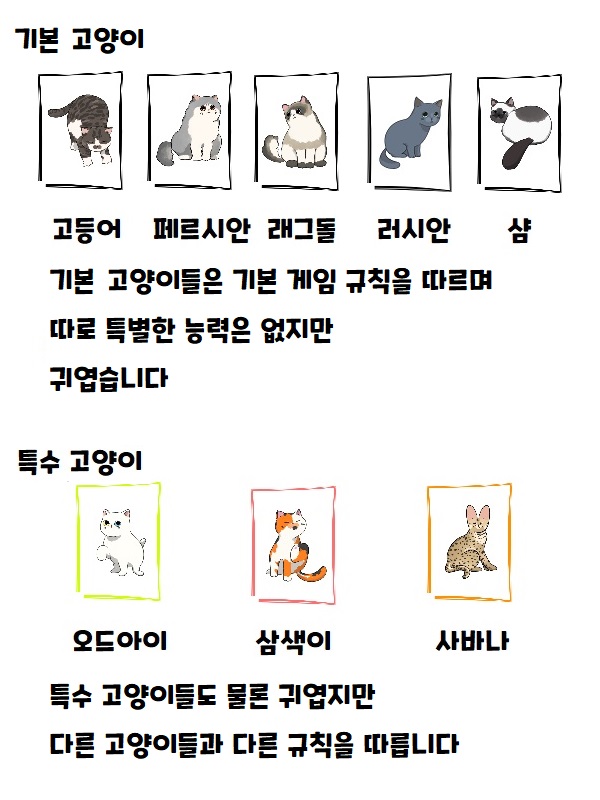 기본 고양이
고등어 페르시안 래그돌 러시안 샴
기본 고양이들은 기본 게임 규칙을 따르며
따로 특별한 능력은 없지만
귀엽습니다
특수 고양이
오드아이 삼색이 사바나
특수 고양이들도 물론 귀엽지만
다른 고양이들과 다른 규칙을 따릅니다